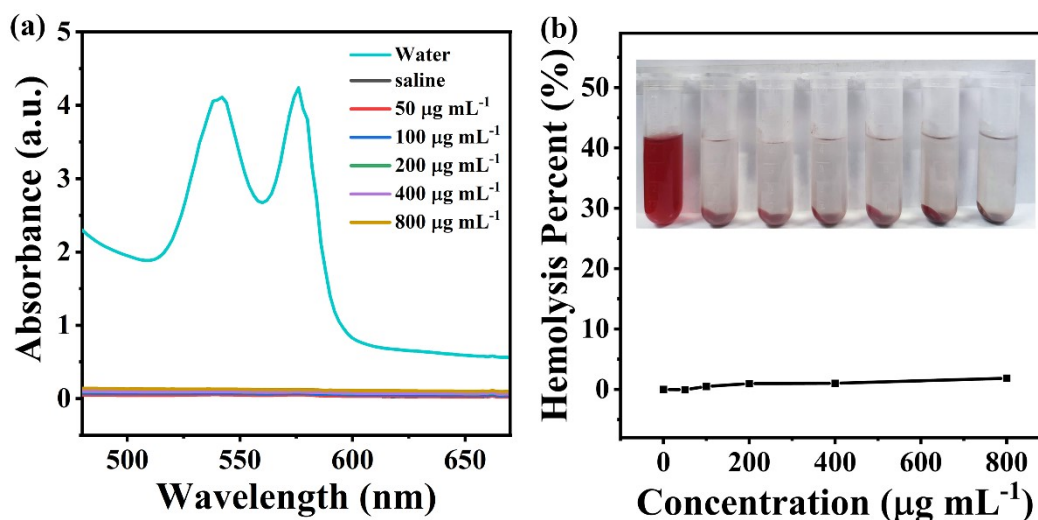 (a)
Absorbance (a.u.)
5
4
3
2
1
0
Water
saline
50 μg mL⁻¹
100 μg mL⁻¹
200 μg mL⁻¹
400 μg mL⁻¹
800 μg mL⁻¹
500 550 600 650
Wavelength (nm)
(b)
Hemolysis Percent (%)
50
40
30
20
10
0
0 200 400 600 800
Concentration (μg mL⁻¹)